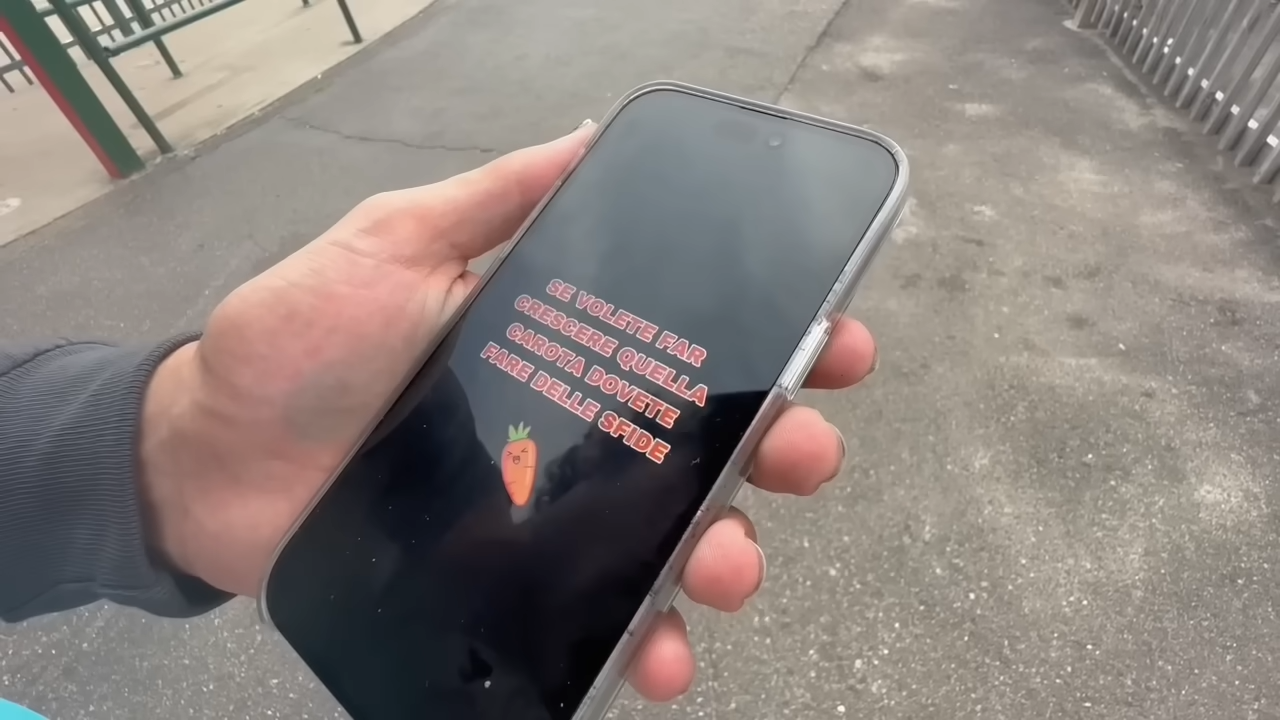 SE VOLETE FAR
CRESCERE QUELLA
CAROTA DOVETE
FARE DELLE SFIDE